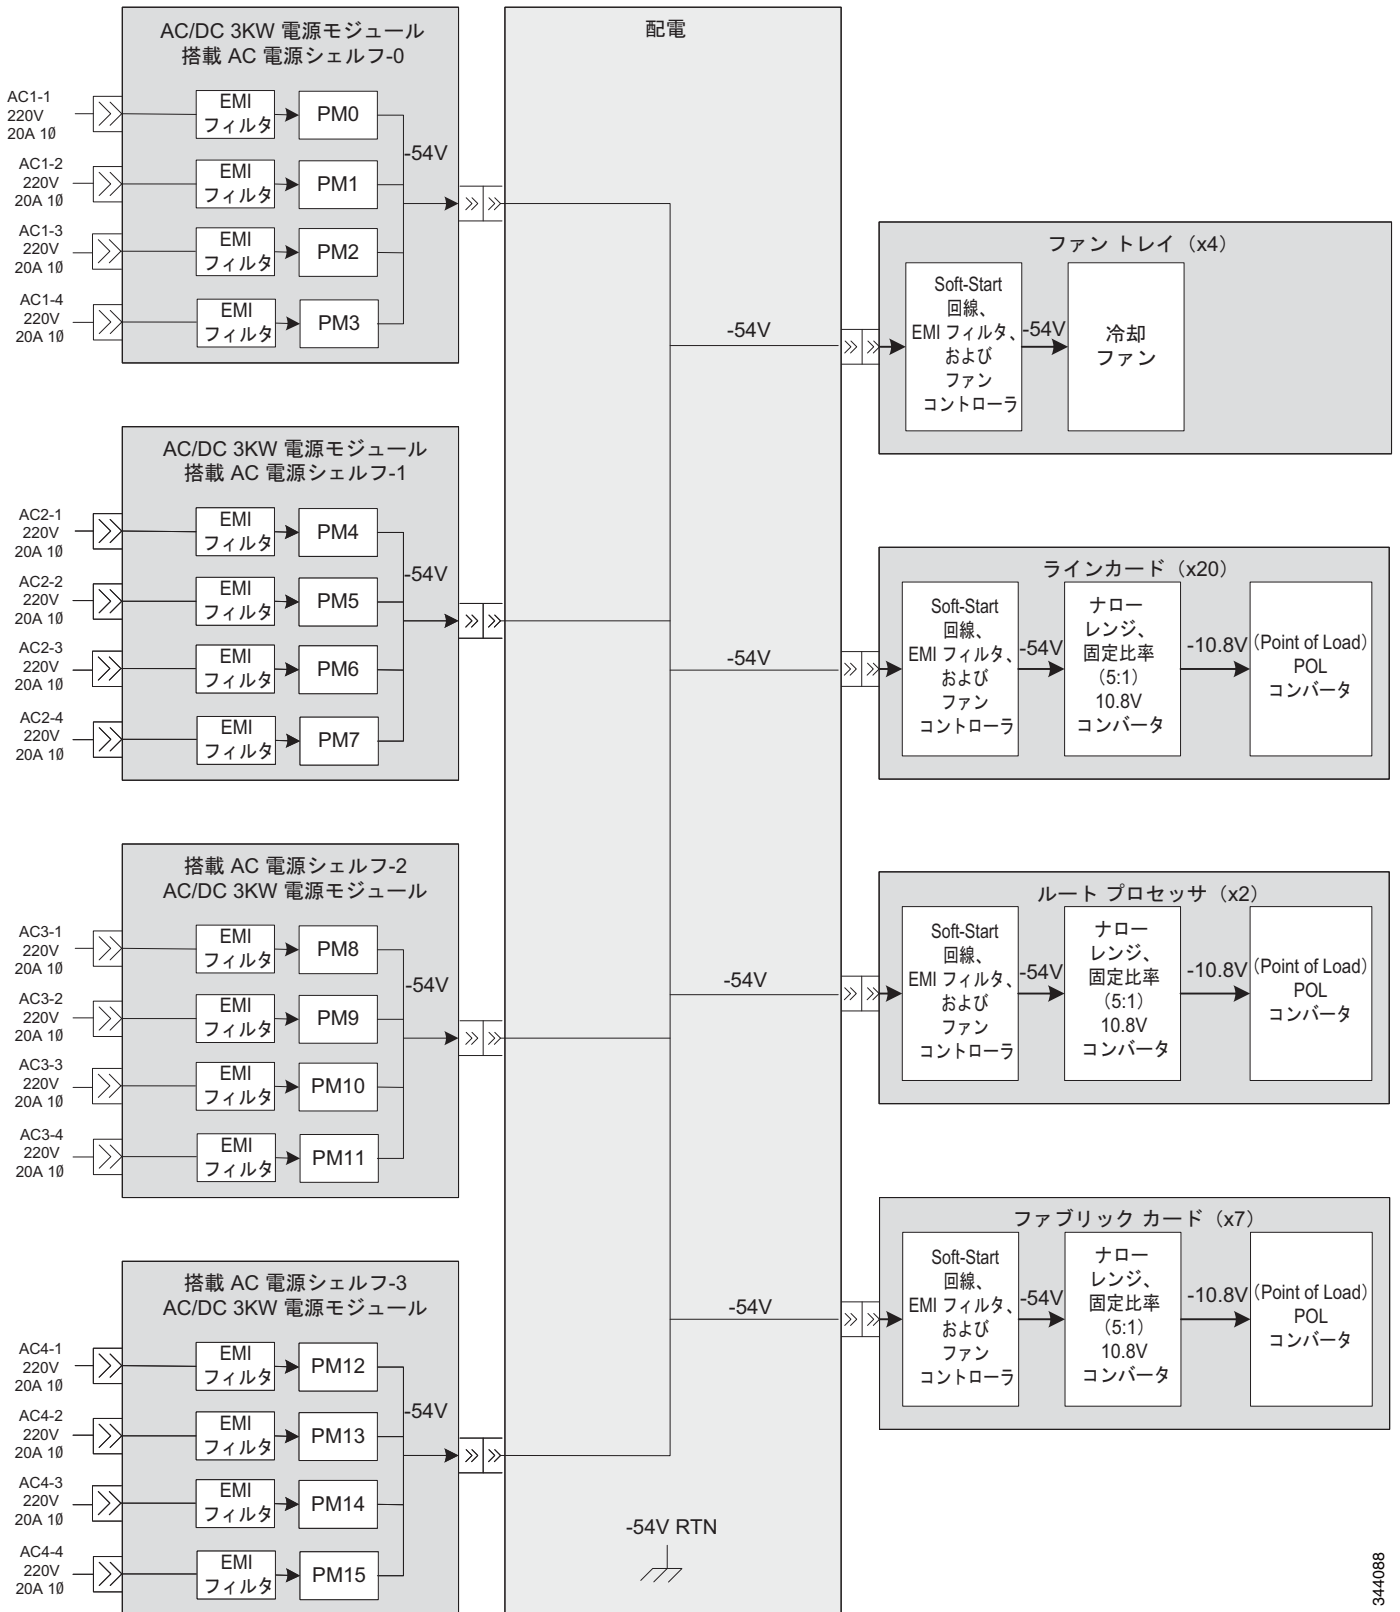 AC/DC 3KW 電源モジュール
搭載 AC 電源シェルフ-0
AC1-1
220V
20A 1Ø
EMI
フィルタ
PM0
-54V
AC1-2
220V
20A 1Ø
EMI
フィルタ
PM1
AC1-3
220V
20A 1Ø
EMI
フィルタ
PM2
AC1-4
220V
20A 1Ø
EMI
フィルタ
PM3
AC/DC 3KW 電源モジュール
搭載 AC 電源シェルフ-1
AC2-1
220V
20A 1Ø
EMI
フィルタ
PM4
-54V
AC2-2
220V
20A 1Ø
EMI
フィルタ
PM5
AC2-3
220V
20A 1Ø
EMI
フィルタ
PM6
AC2-4
220V
20A 1Ø
EMI
フィルタ
PM7
搭載 AC 電源シェルフ-2
AC/DC 3KW 電源モジュール
AC3-1
220V
20A 1Ø
EMI
フィルタ
PM8
-54V
AC3-2
220V
20A 1Ø
EMI
フィルタ
PM9
AC3-3
220V
20A 1Ø
EMI
フィルタ
PM10
AC3-4
220V
20A 1Ø
EMI
フィルタ
PM11
搭載 AC 電源シェルフ-3
AC/DC 3KW 電源モジュール
AC4-1
220V
20A 1Ø
EMI
フィルタ
PM12
-54V
AC4-2
220V
20A 1Ø
EMI
フィルタ
PM13
AC4-3
220V
20A 1Ø
EMI
フィルタ
PM14
AC4-4
220V
20A 1Ø
EMI
フィルタ
PM15
配電
-54V
-54V
-54V
-54V
-54V RTN
ファン トレイ（x4）
Soft-Start
回線、
EMI フィルタ、
および
ファン
コントローラ
-54V
冷却
ファン
ラインカード（x20）
Soft-Start
回線、
EMI フィルタ、
および
ファン
コントローラ
-54V
ナロー
レンジ、
固定比率
（5:1）
10.8V
コンバータ
-10.8V
(Point of Load)
POL
コンバータ
ルート プロセッサ（x2）
Soft-Start
回線、
EMI フィルタ、
および
ファン
コントローラ
-54V
ナロー
レンジ、
固定比率
（5:1）
10.8V
コンバータ
-10.8V
(Point of Load)
POL
コンバータ
ファブリック カード（x7）
Soft-Start
回線、
EMI フィルタ、
および
ファン
コントローラ
-54V
ナロー
レンジ、
固定比率
（5:1）
10.8V
コンバータ
-10.8V
(Point of Load)
POL
コンバータ
344088